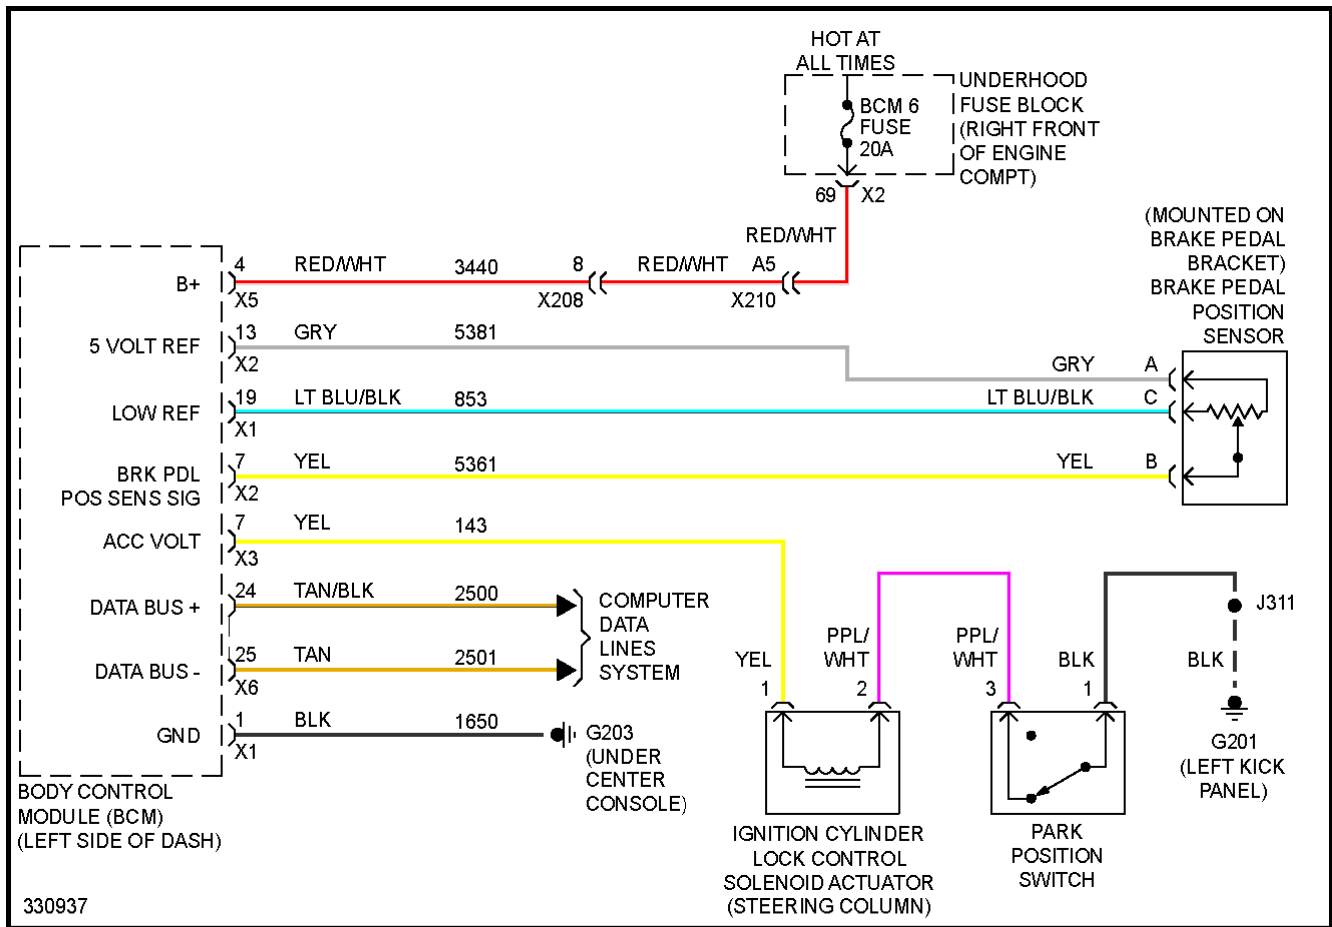 HOT AT
ALL TIMES
BCM 6
FUSE
20A
UNDERHOOD
FUSE BLOCK
(RIGHT FRONT
OF ENGINE
COMPT)
69 X2
RED/WHT
(MOUNTED ON
BRAKE PEDAL
BRACKET)
BRAKE PEDAL
POSITION
SENSOR
B+
4 RED/WHT 3440 8 RED/WHT A5
X5 X208 X210
5 VOLT REF
13 GRY 5381
X2
GRY A
LOW REF
19 LT BLU/BLK 853 LT BLU/BLK C
X1
BRK PDL
POS SENS SIG
7 YEL 5361 YEL B
X2
ACC VOLT
7 YEL 143
X3
DATA BUS +
24 TAN/BLK 2500
DATA BUS -
25 TAN 2501
X6
COMPUTER
DATA
LINES
SYSTEM
GND
1 BLK 1650
X1
G203
(UNDER
CENTER
CONSOLE)
BODY CONTROL
MODULE (BCM)
(LEFT SIDE OF DASH)
YEL
1
PPL/
WHT
2
PPL/
WHT
3
BLK
1
J311
BLK
G201
(LEFT KICK
PANEL)
IGNITION CYLINDER
LOCK CONTROL
SOLENOID ACTUATOR
(STEERING COLUMN)
PARK
POSITION
SWITCH
330937